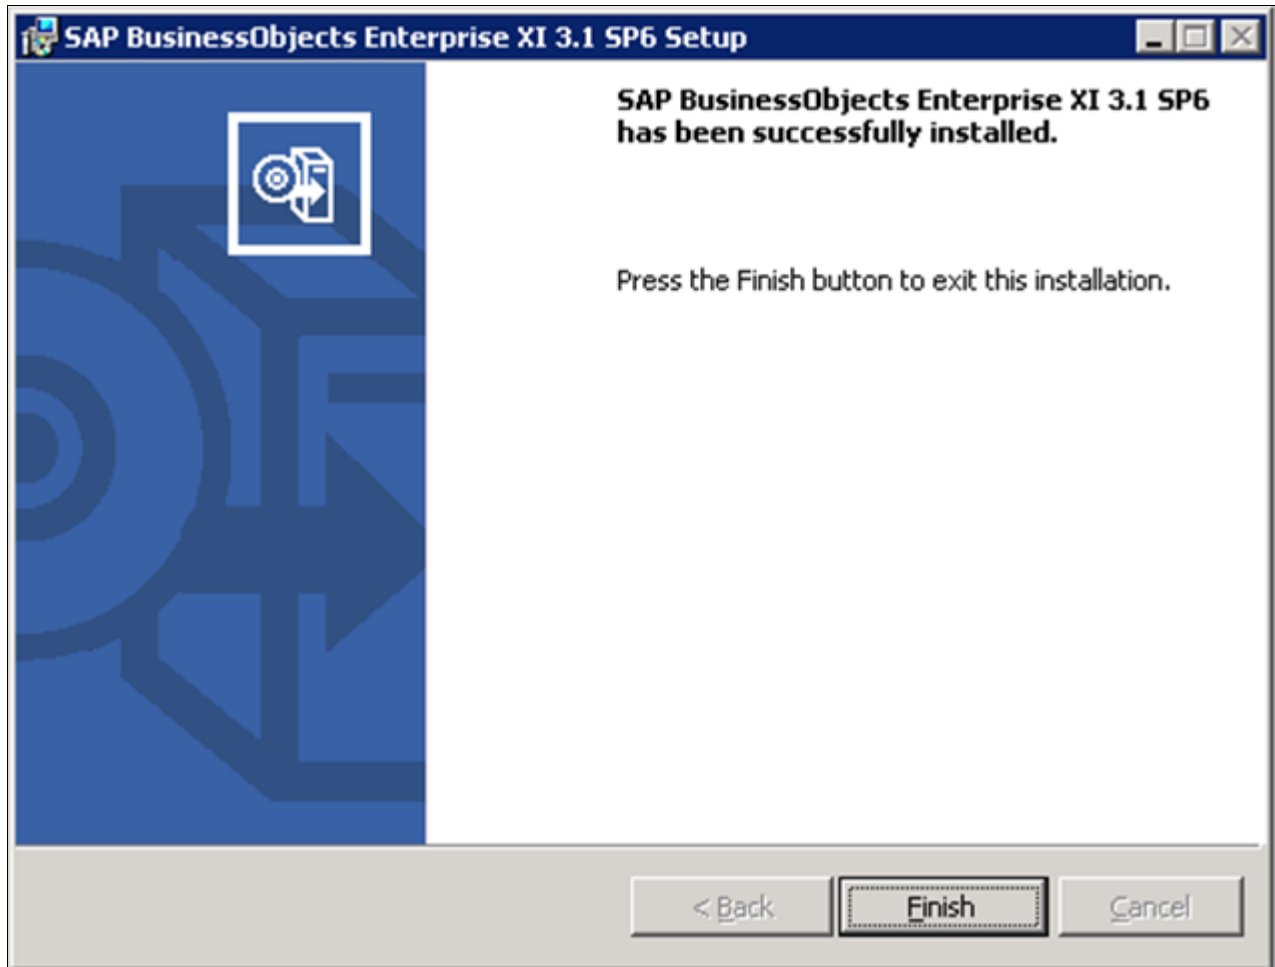 SAP BusinessObjects Enterprise XI 3.1 SP6 Setup
SAP BusinessObjects Enterprise XI 3.1 SP6
has been successfully installed.
Press the Finish button to exit this installation.
< Back
Finish
Cancel